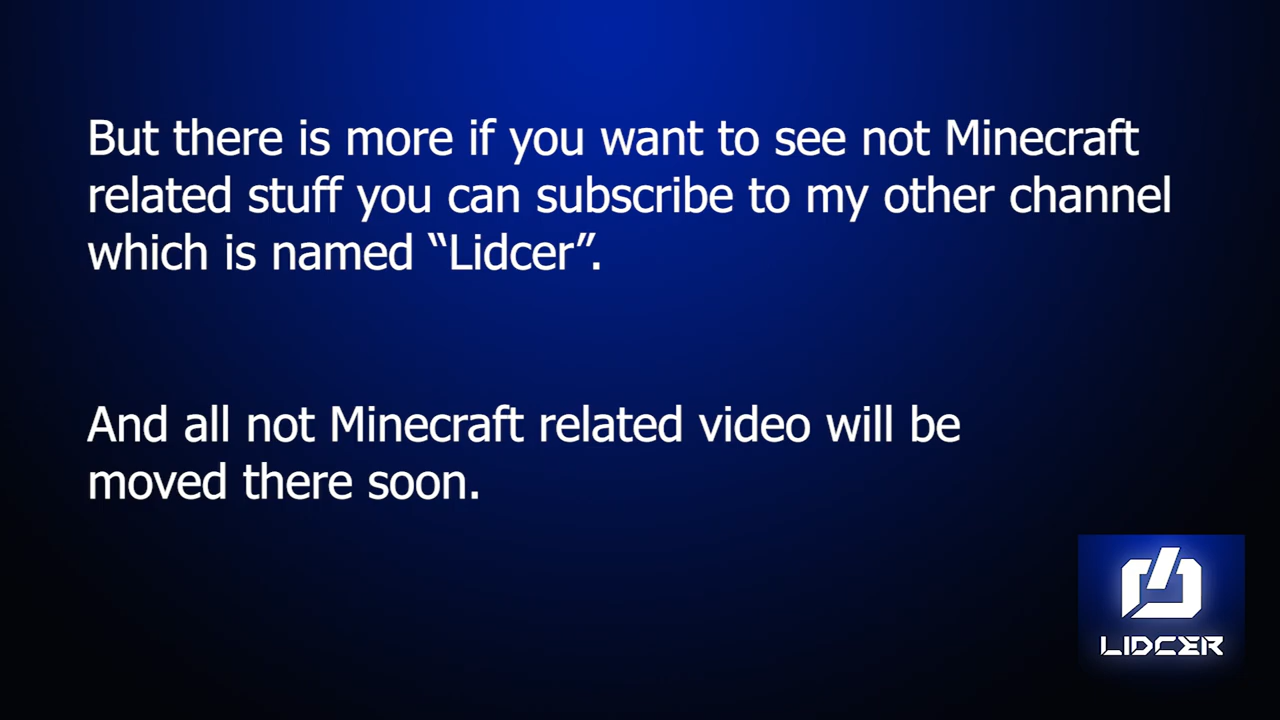 But there is more if you want to see not Minecraft
related stuff you can subscribe to my other channel
which is named “Lidcer”.
And all not Minecraft related video will be
moved there soon.
LIDCER